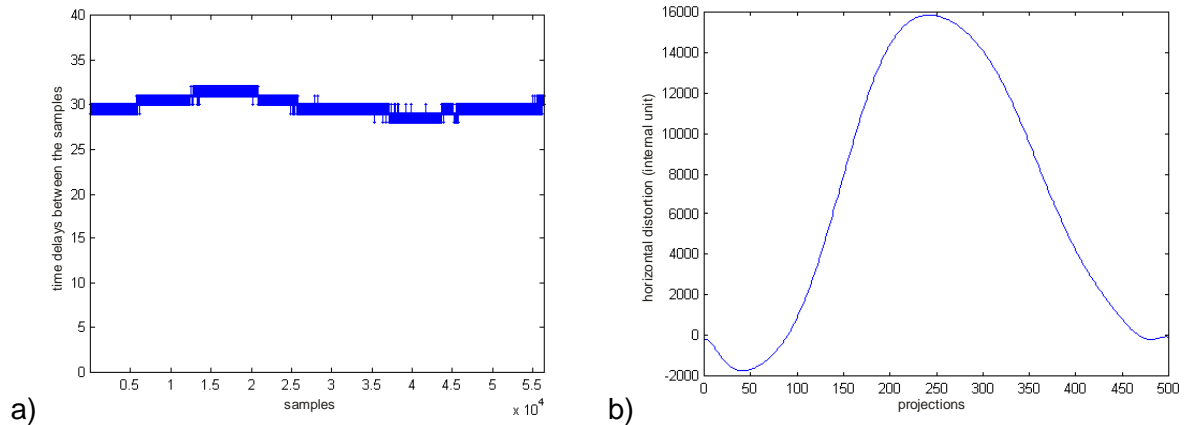 40
35
30
25
20
15
10
5
0
time delays between the samples
0.5 1 1.5 2 2.5 3 3.5 4 4.5 5 5.5
samples
x 10^4
a)
16000
14000
12000
10000
8000
6000
4000
2000
0
-2000
horizontal distortion (internal unit)
0 50 100 150 200 250 300 350 400 450 500
projections
b)